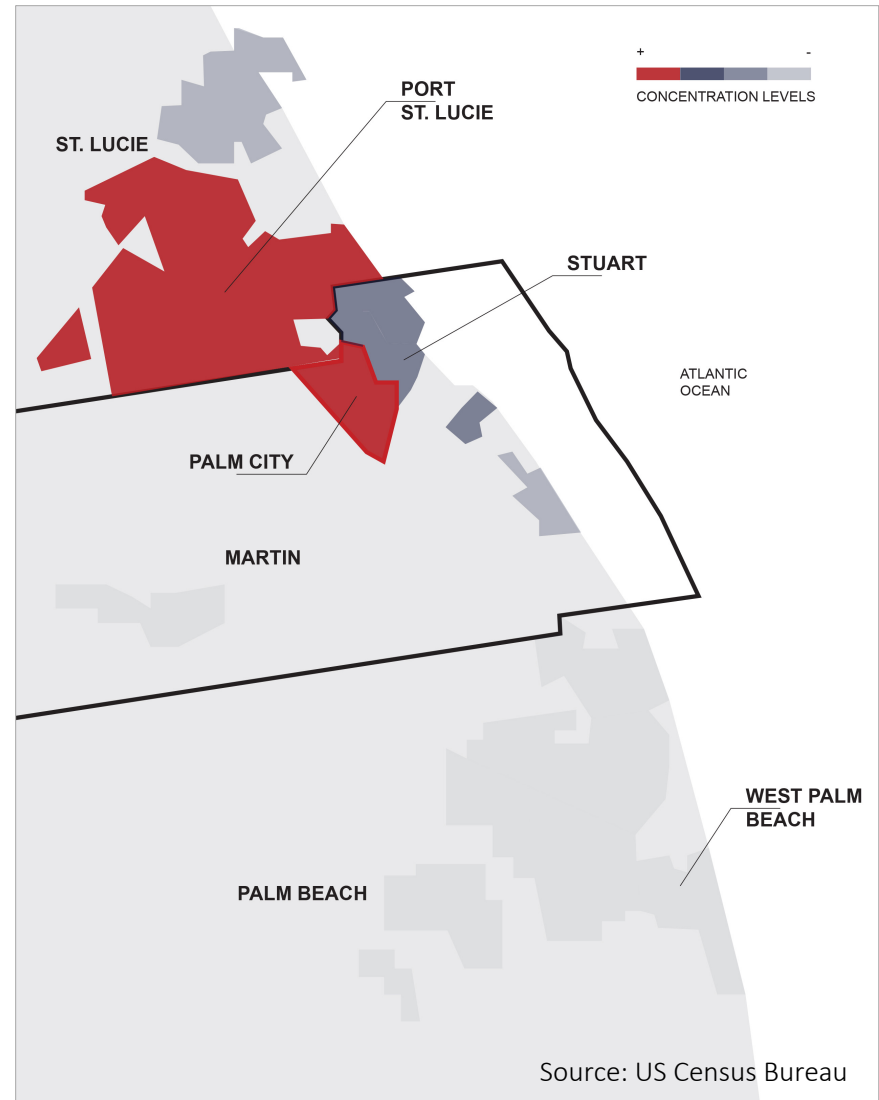 + -
CONCENTRATION LEVELS
PORT
ST. LUCIE
ST. LUCIE
STUART
ATLANTIC
OCEAN
PALM CITY
MARTIN
WEST PALM
BEACH
PALM BEACH
Source: US Census Bureau